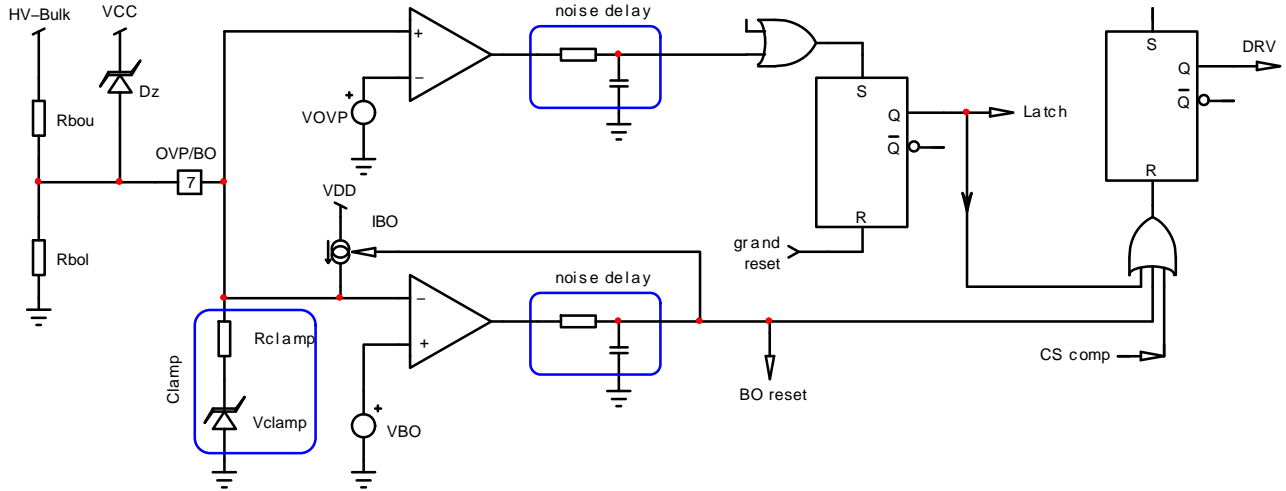 HV–Bulk
VCC
noise delay
S
DRV
Q
Q
R
Dz
Rbou
VOVP
S
Q
Latch
Q
R
OVP/BO
7
VDD
IBO
grand
reset
noise delay
Rbol
Rclamp
Clamp
Vclamp
VBO
CS comp
BO reset